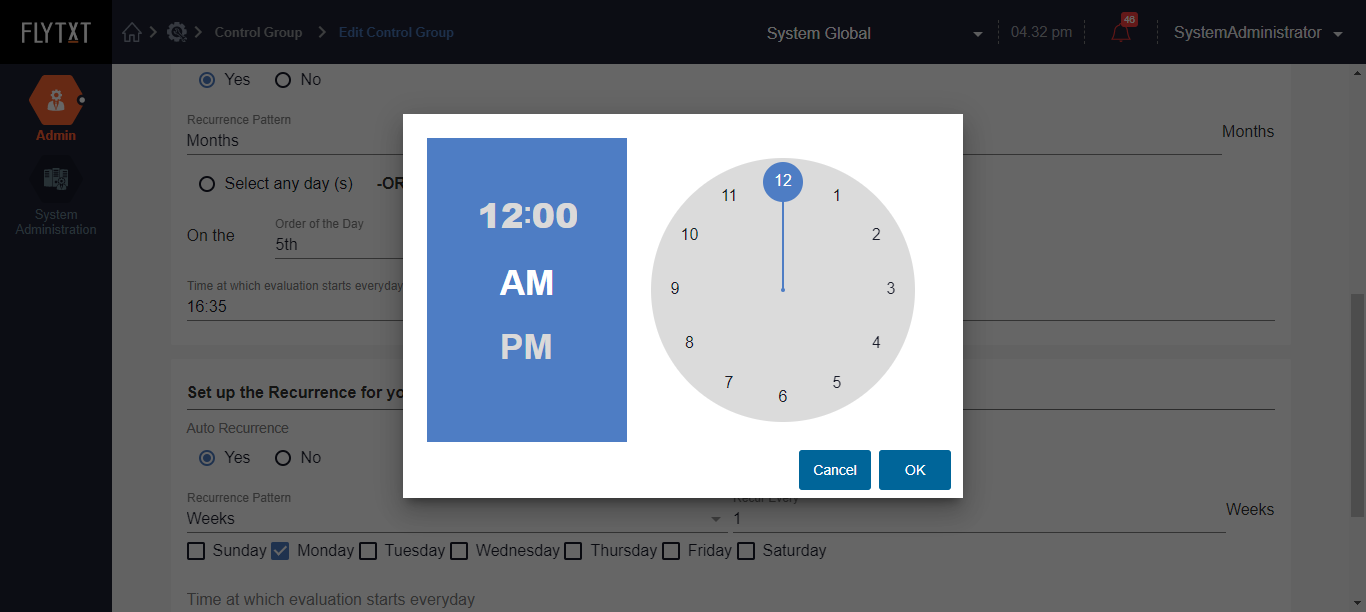 FLYTXT
Control Group
Edit Control Group
System Global
04.32 pm
46
SystemAdministrator
Admin
System
Administration
Yes
No
Recurrence Pattern
Months
Months
Select any day (s)
-OR
On the
Order of the Day
5th
Time at which evaluation starts everyday
16:35
12:00
AM
PM
12
11
1
10
2
9
3
8
4
7
5
6
Cancel
OK
Set up the Recurrence for yo
Auto Recurrence
Yes
No
Recurrence Pattern
Weeks
Recur Every
1
Weeks
Sunday
Monday
Tuesday
Wednesday
Thursday
Friday
Saturday
Time at which evaluation starts everyday